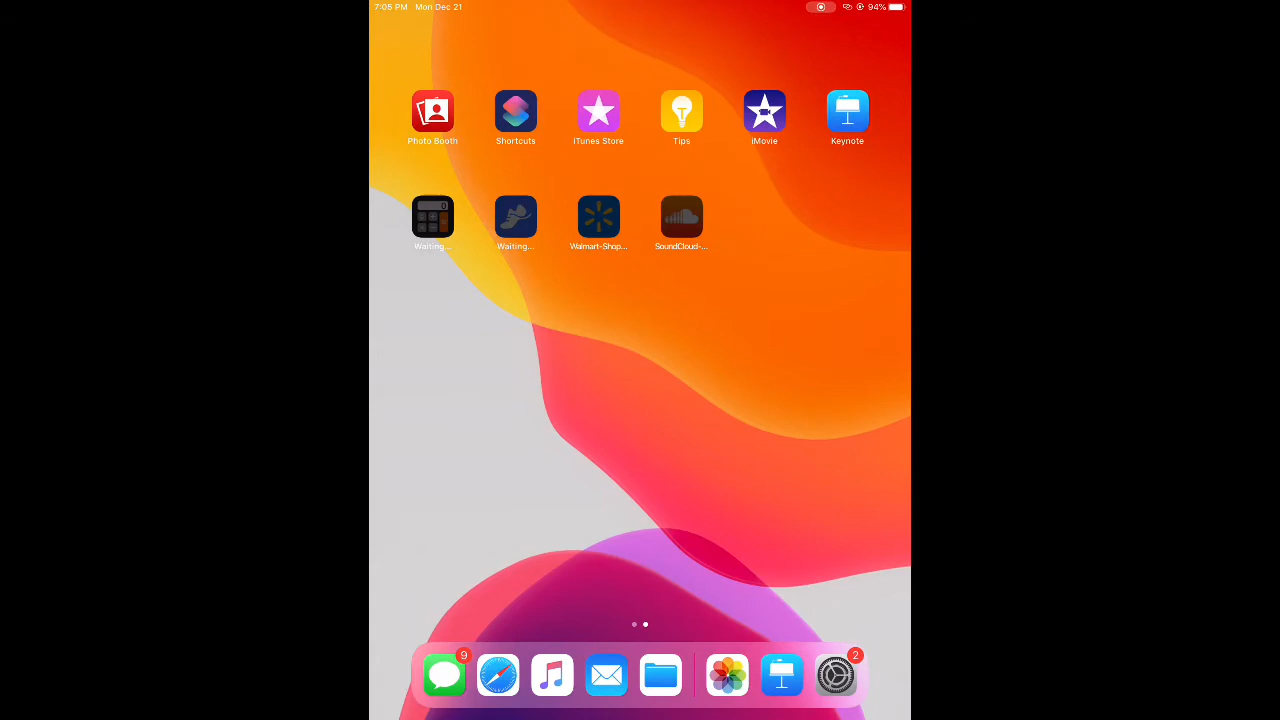 7:05 PM Mon Dec 21 94%
Photo Booth Shortcuts iTunes Store Tips iMovie Keynote
0
Waiting... Waiting... Walmart-Shop... SoundCloud-...
9 2